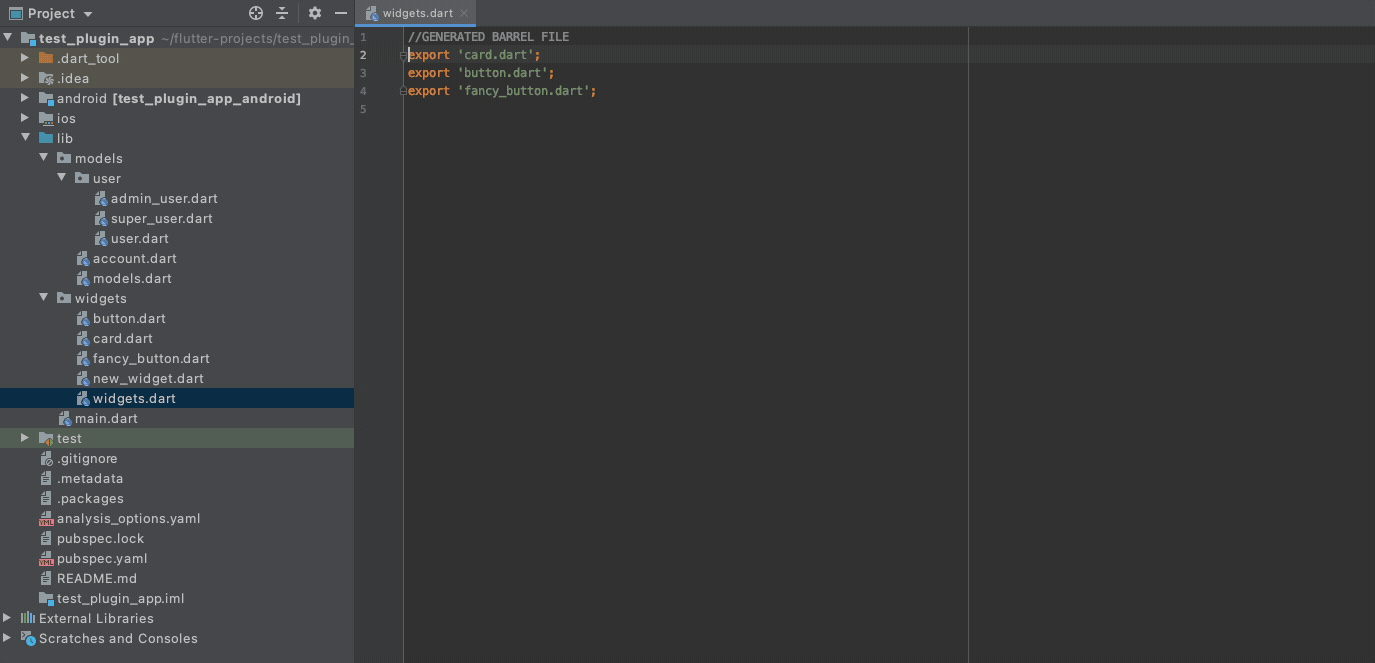 Project
widgets.dart
test_plugin_app ~/flutter-projects/test_plugin_
.dart_tool
.idea
android [test_plugin_app_android]
ios
lib
models
user
admin_user.dart
super_user.dart
user.dart
account.dart
models.dart
widgets
button.dart
card.dart
fancy_button.dart
new_widget.dart
widgets.dart
main.dart
test
.gitignore
.metadata
.packages
analysis_options.yaml
pubspec.lock
pubspec.yaml
README.md
test_plugin_app.iml
External Libraries
Scratches and Consoles
1 //GENERATED BARREL FILE
2 export 'card.dart';
3 export 'button.dart';
4 export 'fancy_button.dart';
5